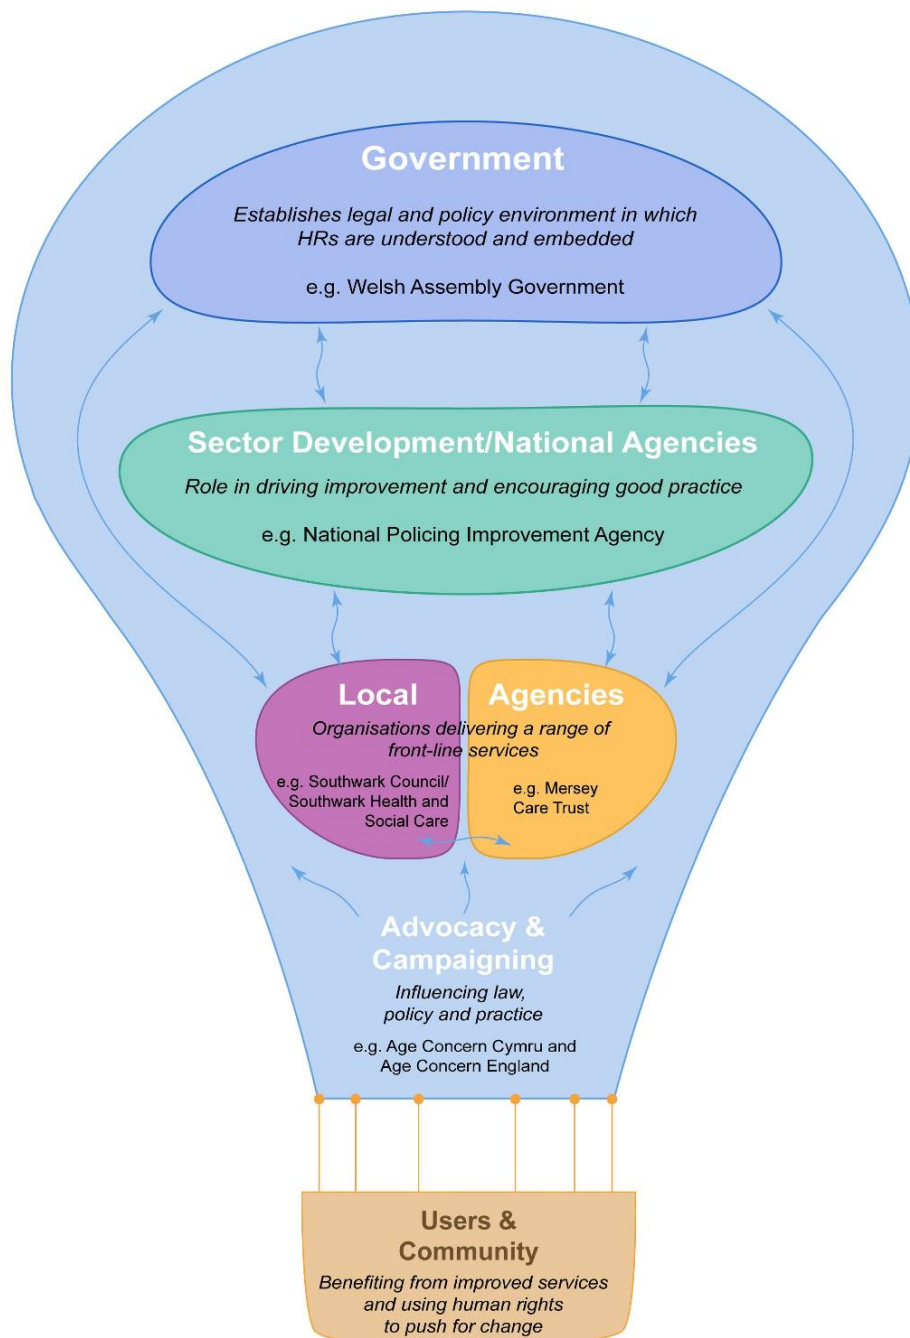 Government
Establishes legal and policy environment in which
HRs are understood and embedded
e.g. Welsh Assembly Government
Sector Development/National Agencies
Role in driving improvement and encouraging good practice
e.g. National Policing Improvement Agency
Local Agencies
Organisations delivering a range of
front-line services
e.g. Southwark Council/
Southwark Health and
Social Care
e.g. Mersey
Care Trust
Advocacy &
Campaigning
Influencing law,
policy and practice
e.g. Age Concern Cymru and
Age Concern England
Users &
Community
Benefiting from improved services
and using human rights
to push for change